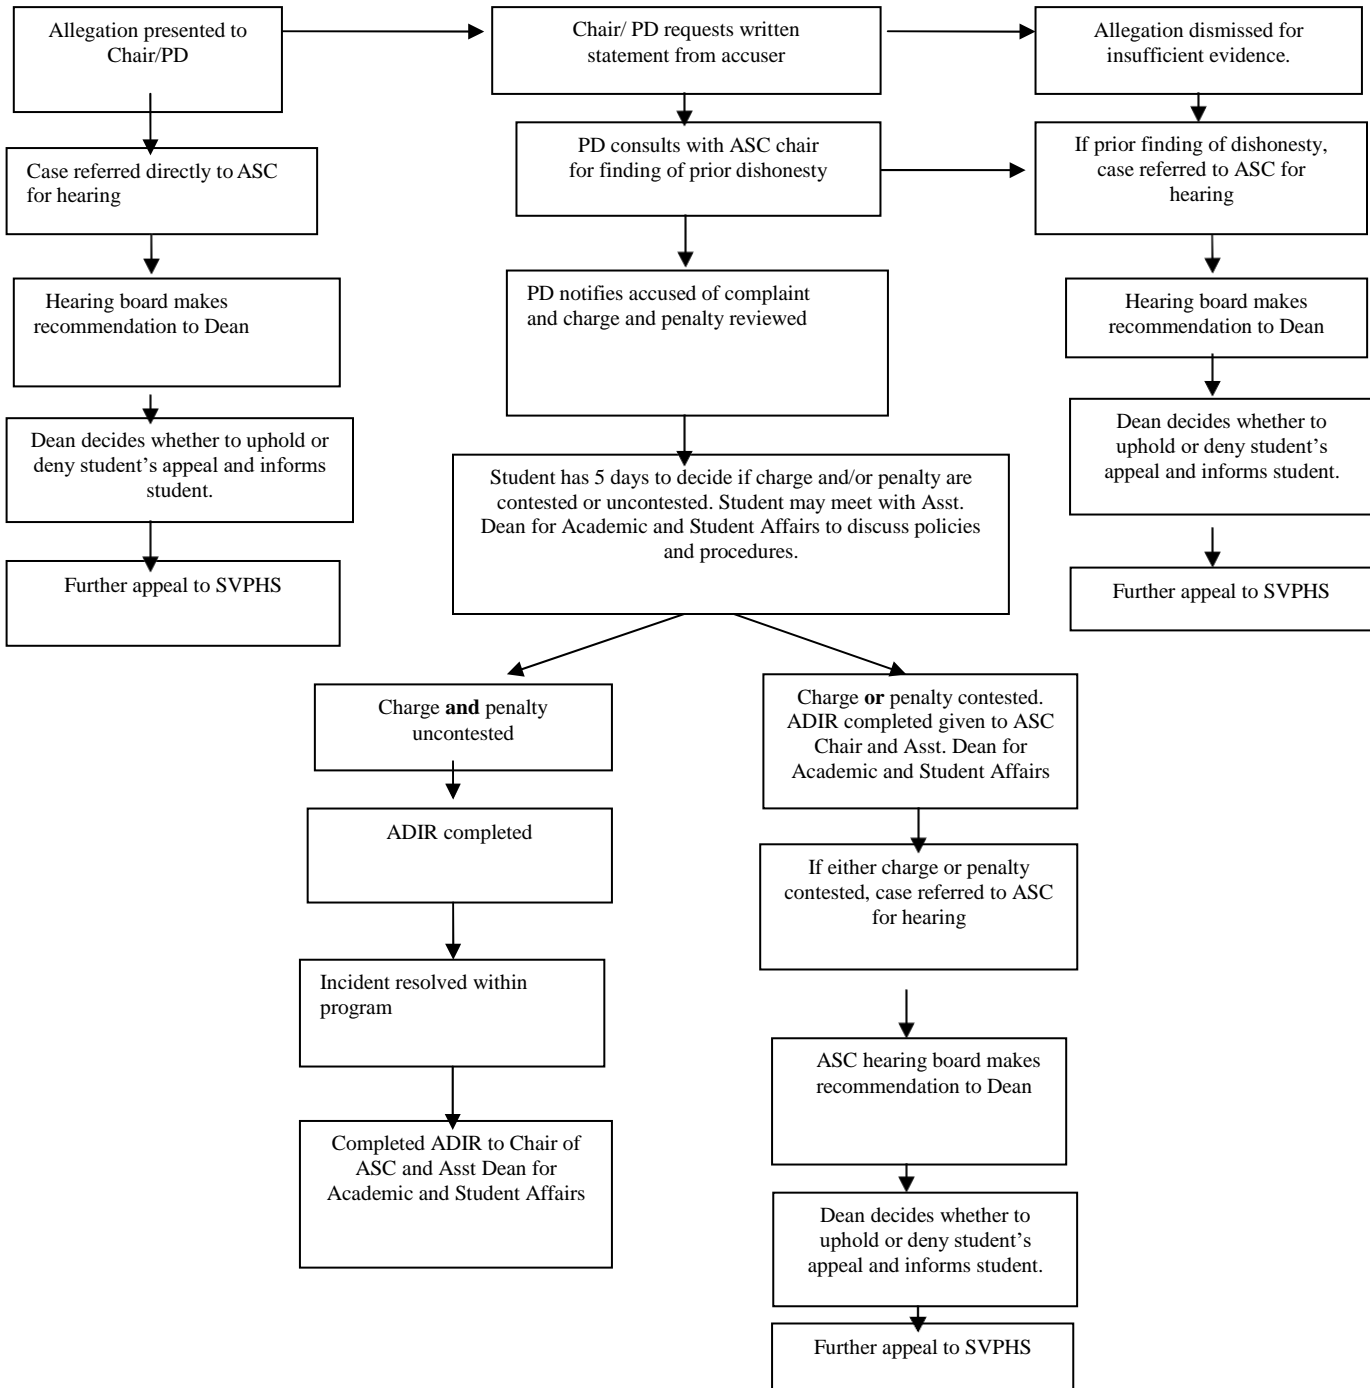 Allegation presented to
Chair/PD
Chair/ PD requests written
statement from accuser
Allegation dismissed for
insufficient evidence.
Case referred directly to ASC
for hearing
PD consults with ASC chair
for finding of prior dishonesty
If prior finding of dishonesty,
case referred to ASC for
hearing
Hearing board makes
recommendation to Dean
PD notifies accused of complaint
and charge and penalty reviewed
Hearing board makes
recommendation to Dean
Dean decides whether to uphold or
deny student’s appeal and informs
student.
Student has 5 days to decide if charge and/or penalty are
contested or uncontested. Student may meet with Asst.
Dean for Academic and Student Affairs to discuss policies
and procedures.
Dean decides whether to
uphold or deny student’s
appeal and informs student.
Further appeal to SVPHS
Further appeal to SVPHS
Charge and penalty
uncontested
Charge or penalty contested.
ADIR completed given to ASC
Chair and Asst. Dean for
Academic and Student Affairs
ADIR completed
If either charge or penalty
contested, case referred to ASC
for hearing
Incident resolved within
program
ASC hearing board makes
recommendation to Dean
Completed ADIR to Chair of
ASC and Asst Dean for
Academic and Student Affairs
Dean decides whether to
uphold or deny student’s
appeal and informs student.
Further appeal to SVPHS